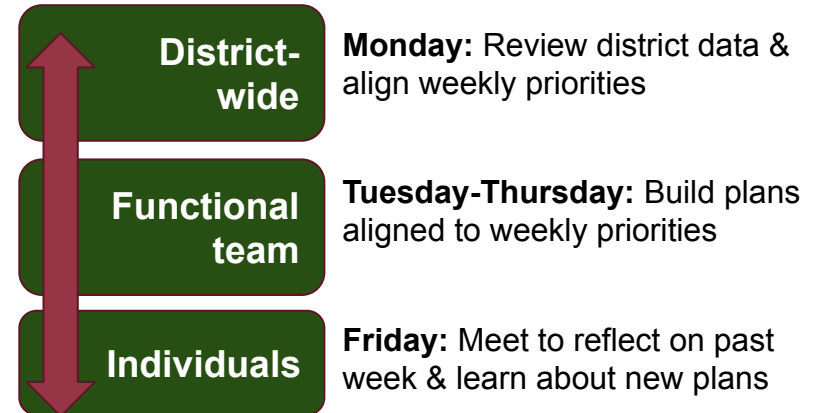 District-
wide
Monday: Review district data &
align weekly priorities
Functional
team
Tuesday-Thursday: Build plans
aligned to weekly priorities
Individuals
Friday: Meet to reflect on past
week & learn about new plans